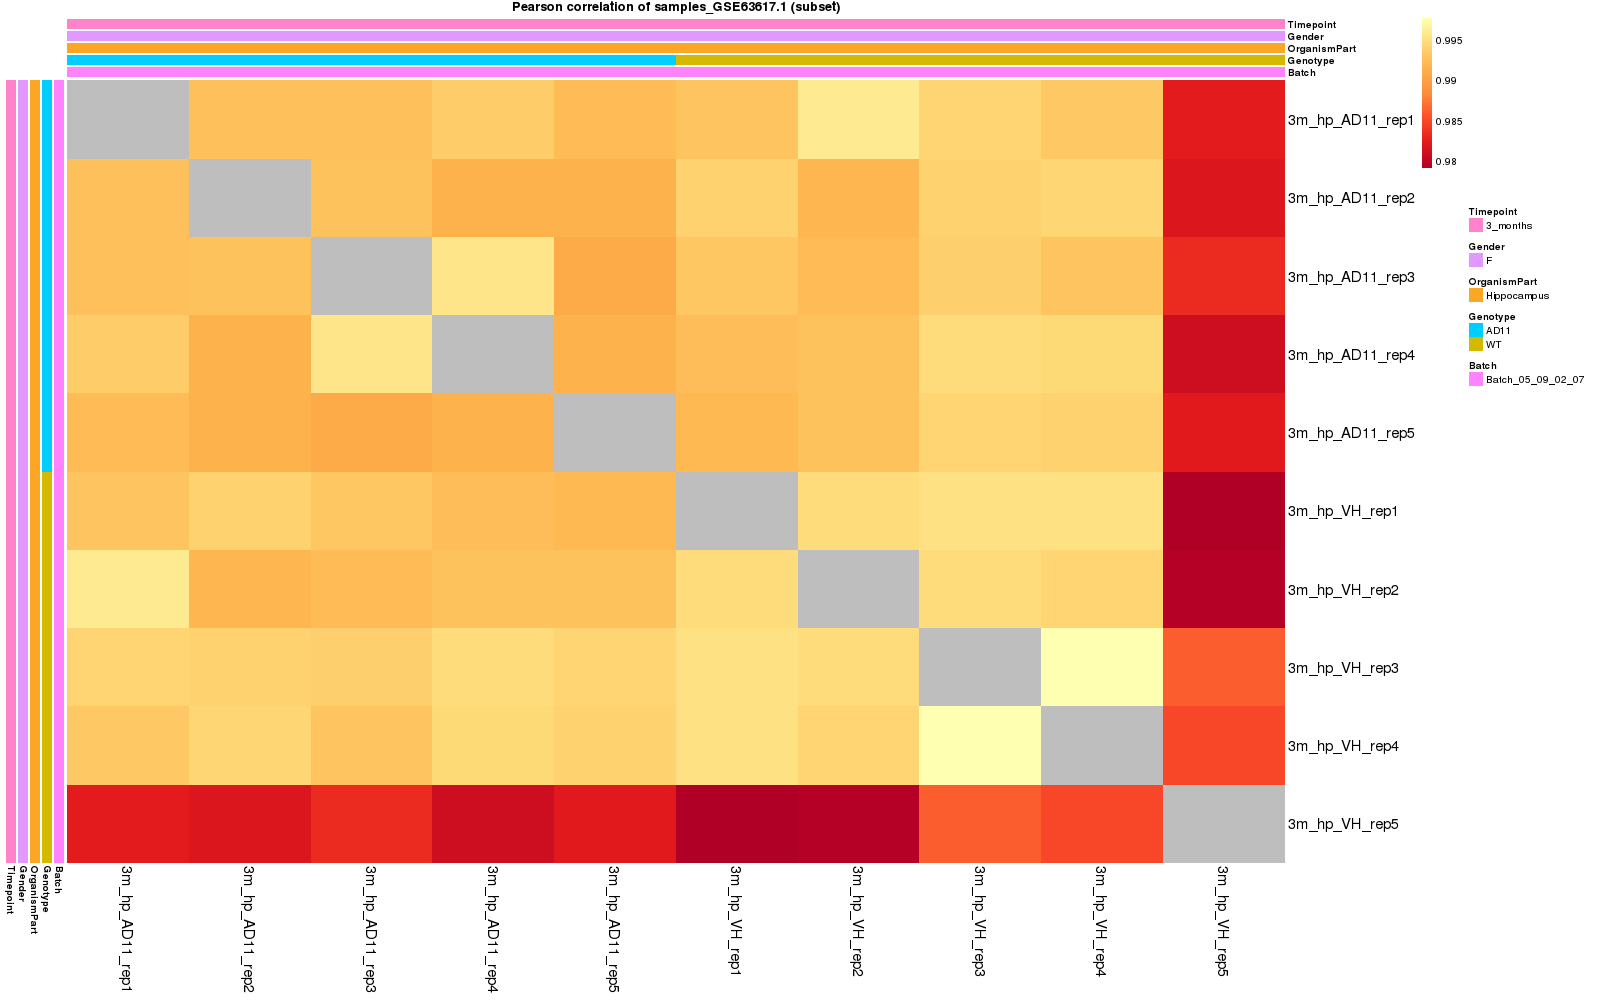 Pearson correlation of samples_GSE63617.1 (subset)
Timepoint
Gender
OrganismPart
Genotype
Batch
0.995
0.99
0.985
0.98
3m_hp_AD11_rep1
3m_hp_AD11_rep2
3m_hp_AD11_rep3
3m_hp_AD11_rep4
3m_hp_AD11_rep5
3m_hp_VH_rep1
3m_hp_VH_rep2
3m_hp_VH_rep3
3m_hp_VH_rep4
3m_hp_VH_rep5
Timepoint
3_months
Gender
F
OrganismPart
Hippocampus
Genotype
AD11
WT
Batch
Batch_05_09_02_07
Timepoint
Gender
OrganismPart
Genotype
Batch
3m_hp_AD11_rep1
3m_hp_AD11_rep2
3m_hp_AD11_rep3
3m_hp_AD11_rep4
3m_hp_AD11_rep5
3m_hp_VH_rep1
3m_hp_VH_rep2
3m_hp_VH_rep3
3m_hp_VH_rep4
3m_hp_VH_rep5